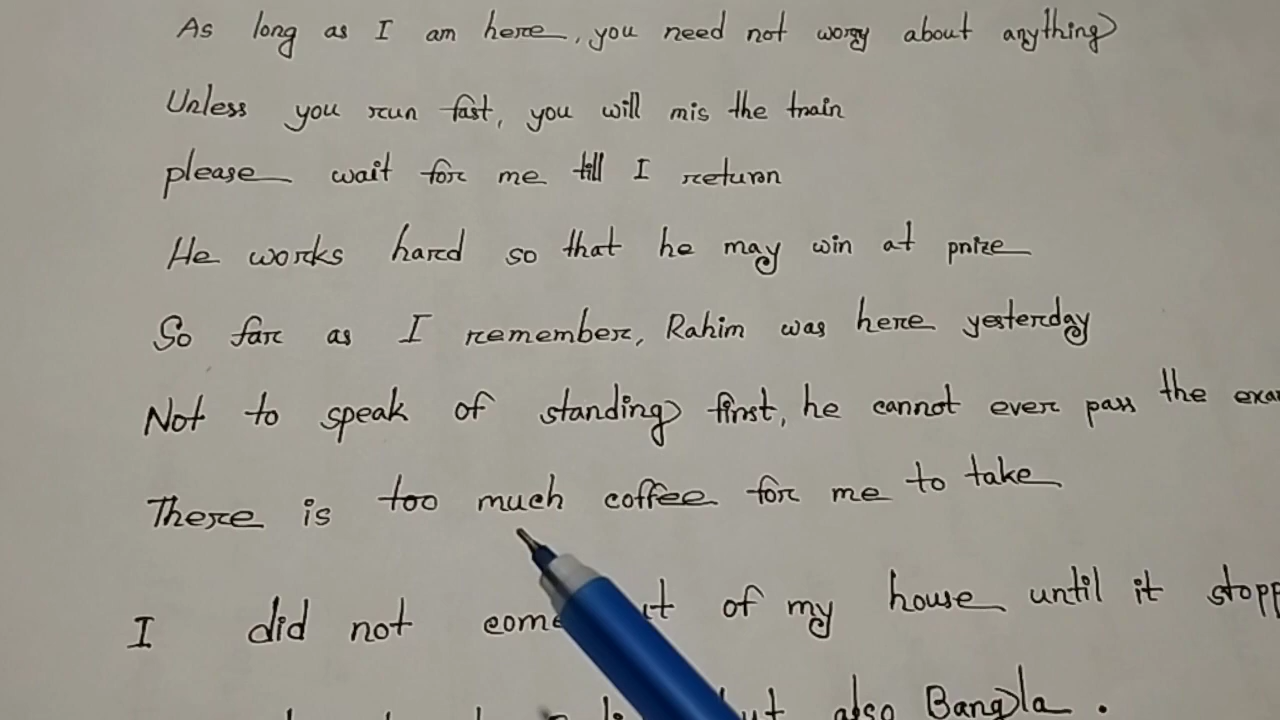 As long as I am here, you need not worry about anything
Unless you run fast, you will mis the train
please wait for me till I return
He works hard so that he may win at prize
So far as I remember, Rahim was here yesterday
Not to speak of standing first, he cannot ever pass the exam
There is too much coffee for me to take
I did not come of my house until it
also Bangla.